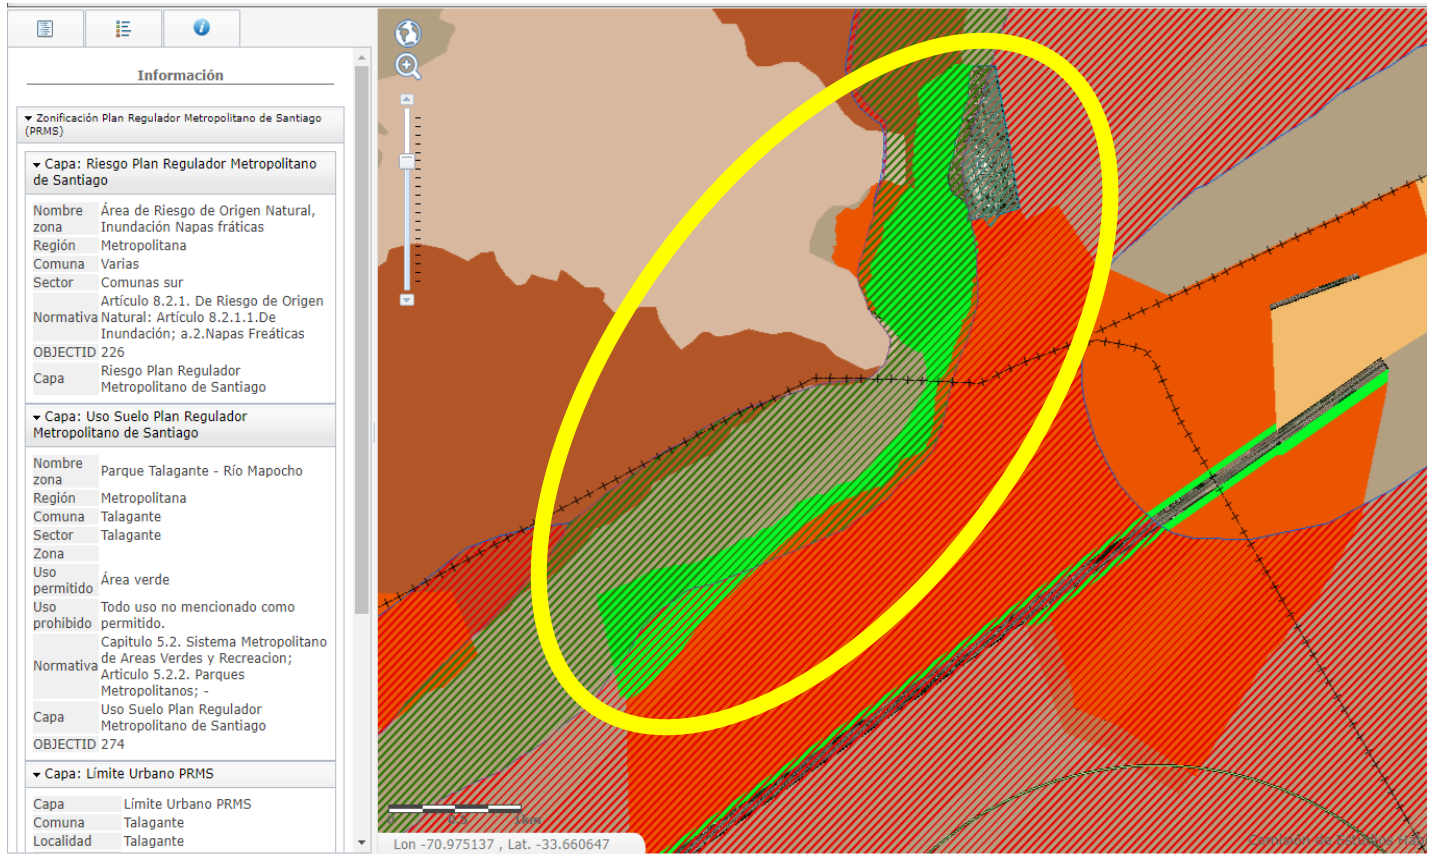 Información
Zonificación Plan Regulador Metropolitano de Santiago
(PRMS)
Capa: Riesgo Plan Regulador Metropolitano
de Santiago
Nombre zona Área de Riesgo de Origen Natural,
Inundación Napas fráticas
Región Metropolitana
Comuna Varias
Sector Comunas sur
Normativa Artículo 8.2.1. De Riesgo de Origen
Natural: Artículo 8.2.1.1.De
Inundación; a.2.Napas Freáticas
OBJECTID 226
Capa Riesgo Plan Regulador
Metropolitano de Santiago
Capa: Uso Suelo Plan Regulador
Metropolitano de Santiago
Nombre zona Parque Talagante - Río Mapocho
Región Metropolitana
Comuna Talagante
Sector Talagante
Zona
Uso permitido Área verde
Uso prohibido Todo uso no mencionado como
permitido.
Normativa Capitulo 5.2. Sistema Metropolitano
de Areas Verdes y Recreacion;
Articulo 5.2.2. Parques
Metropolitanos; -
Capa Uso Suelo Plan Regulador
Metropolitano de Santiago
OBJECTID 274
Capa: Límite Urbano PRMS
Capa Límite Urbano PRMS
Comuna Talagante
Localidad Talagante
0 0.5 1km
Lon -70.975137 , Lat. -33.660647
de Estudios